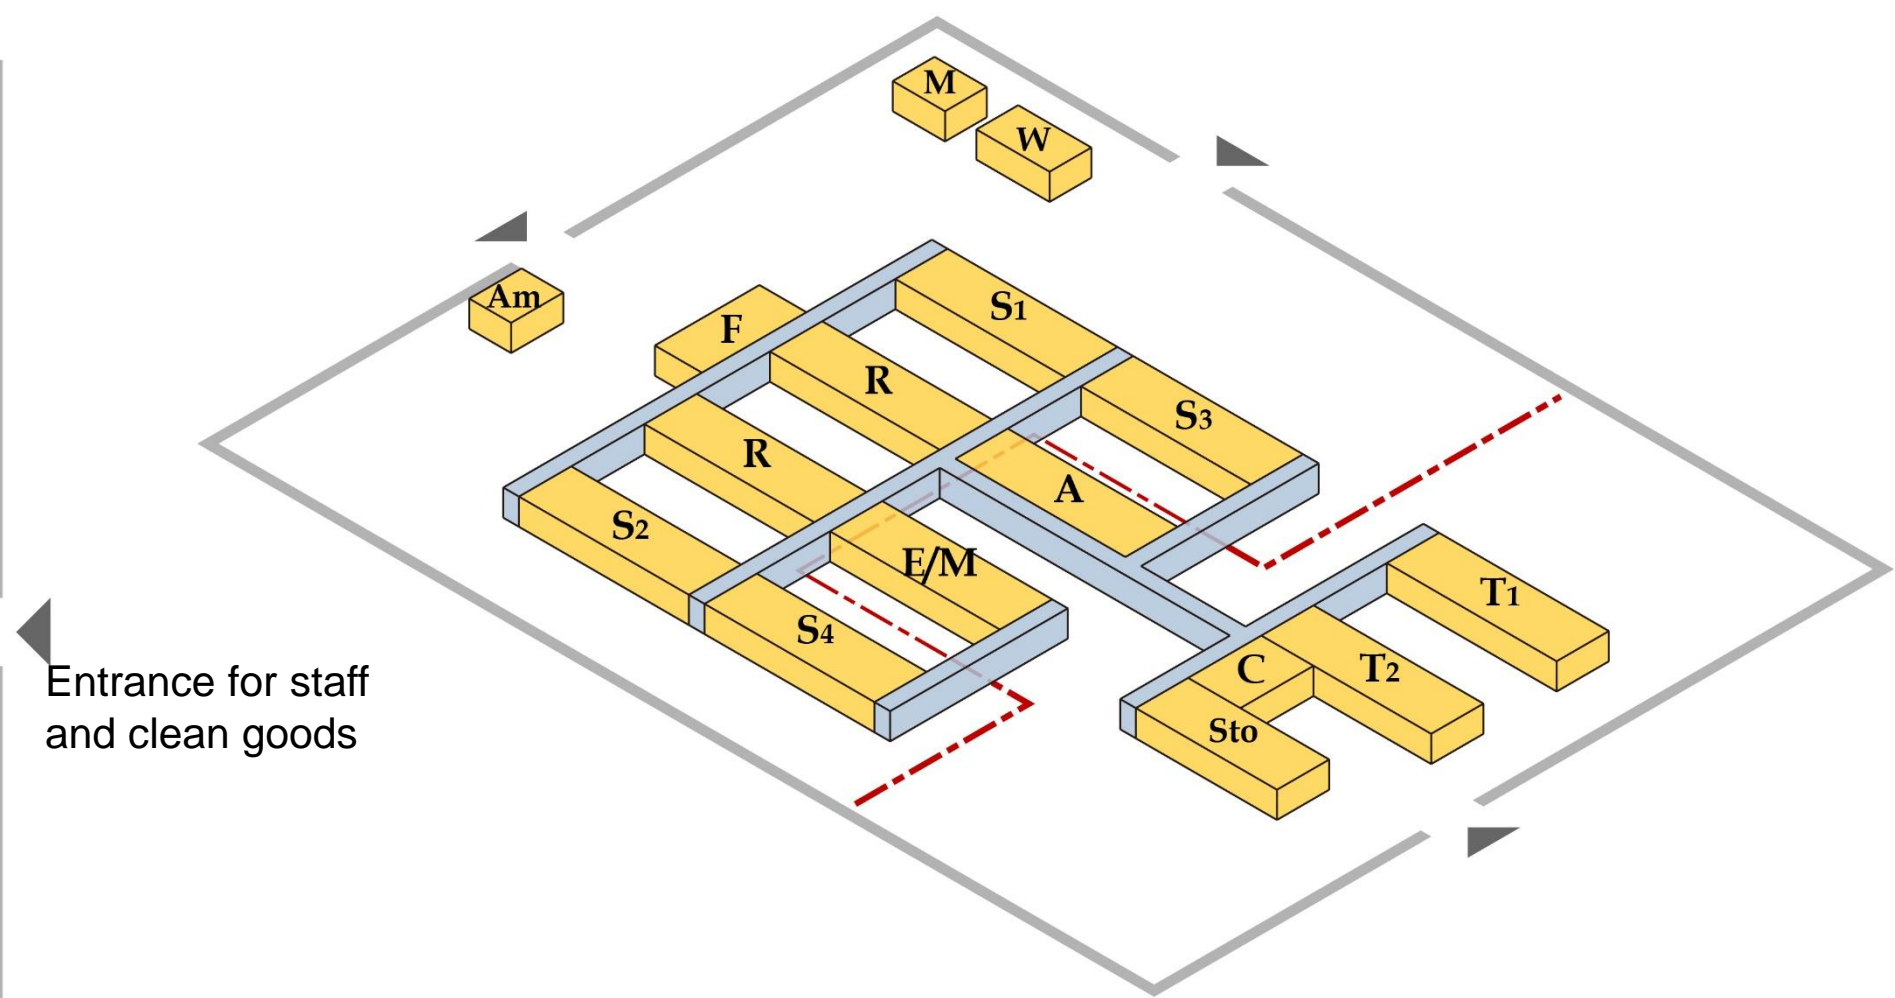 M
W
Am
S1
F
R
S3
R
A
S2
E/M
T1
S4
C
T2
Sto
Entrance for staff
and clean goods